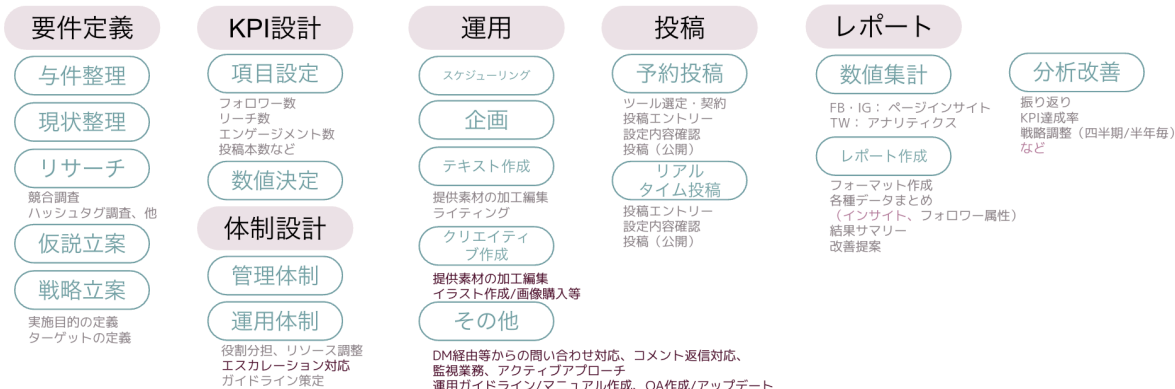 要件定義
与件整理
現状整理
リサーチ
競合調査
ハッシュタグ調査、他
仮説立案
戦略立案
実施目的の定義
ターゲットの定義
KPI設計
項目設定
フォロワー数
リーチ数
エンゲージメント数
投稿本数など
数値決定
体制設計
管理体制
運用体制
役割分担、リソース調整
エスカレーション対応
ガイドライン策定
運用
スケジューリング
企画
テキスト作成
提供素材の加工編集
ライティング
クリエイティ
ブ作成
提供素材の加工編集
イラスト作成/画像購入等
その他
DM経由等からの問い合わせ対応、コメント返信対応、
監視業務、アクティブアプローチ
運用ガイドライン/マニュアル作成、QA作成/アップデート
投稿
予約投稿
ツール選定・契約
投稿エントリー
設定内容確認
投稿（公開）
リアル
タイム投稿
投稿エントリー
設定内容確認
投稿（公開）
レポート
数値集計
FB・IG： ページインサイト
TW： アナリティクス
レポート作成
フォーマット作成
各種データまとめ
（インサイト、フォロワー属性）
結果サマリー
改善提案
分析改善
振り返り
KPI達成率
戦略調整（四半期/半年毎）
など